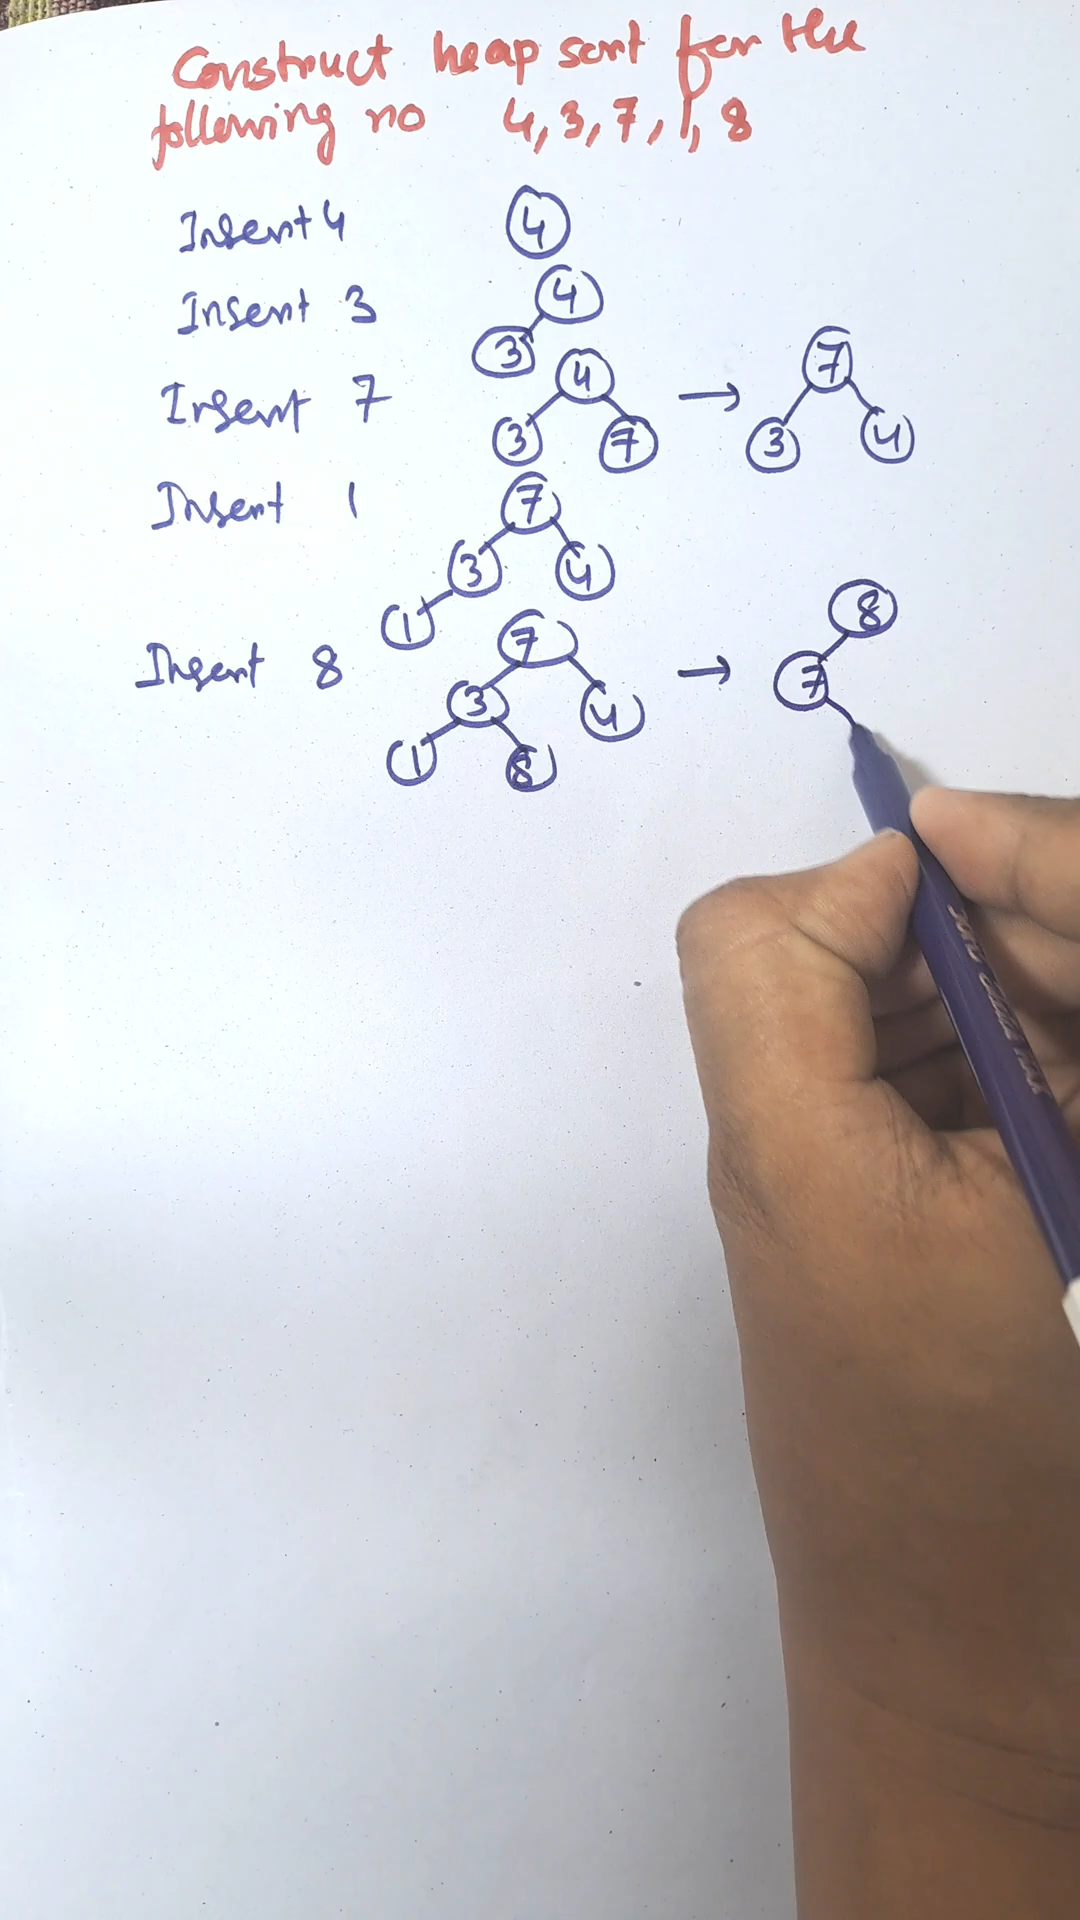 Construct heap sort for the
following no 4, 3, 7, 1, 8
Insert 4
4
Insert 3
4
3
Insert 7
4
3 7
→
7
3 4
Insert 1
7
3 4
1
Insert 8
7
3 4
1 8
→
8
7